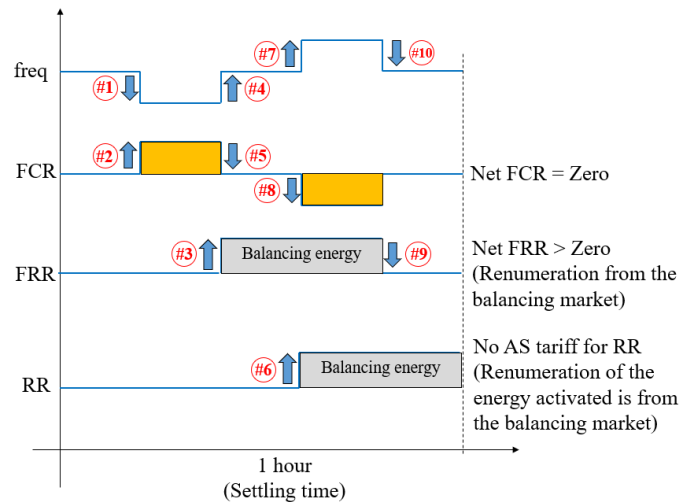 #7
#10
freq
#1
#4
#2
#5
FCR
#8
Net FCR = Zero
#3
Balancing energy
#9
FRR
Net FRR > Zero
(Renumeration from the
balancing market)
#6
Balancing energy
RR
No AS tariff for RR
(Renumeration of the
energy activated is from
the balancing market)
1 hour
(Settling time)